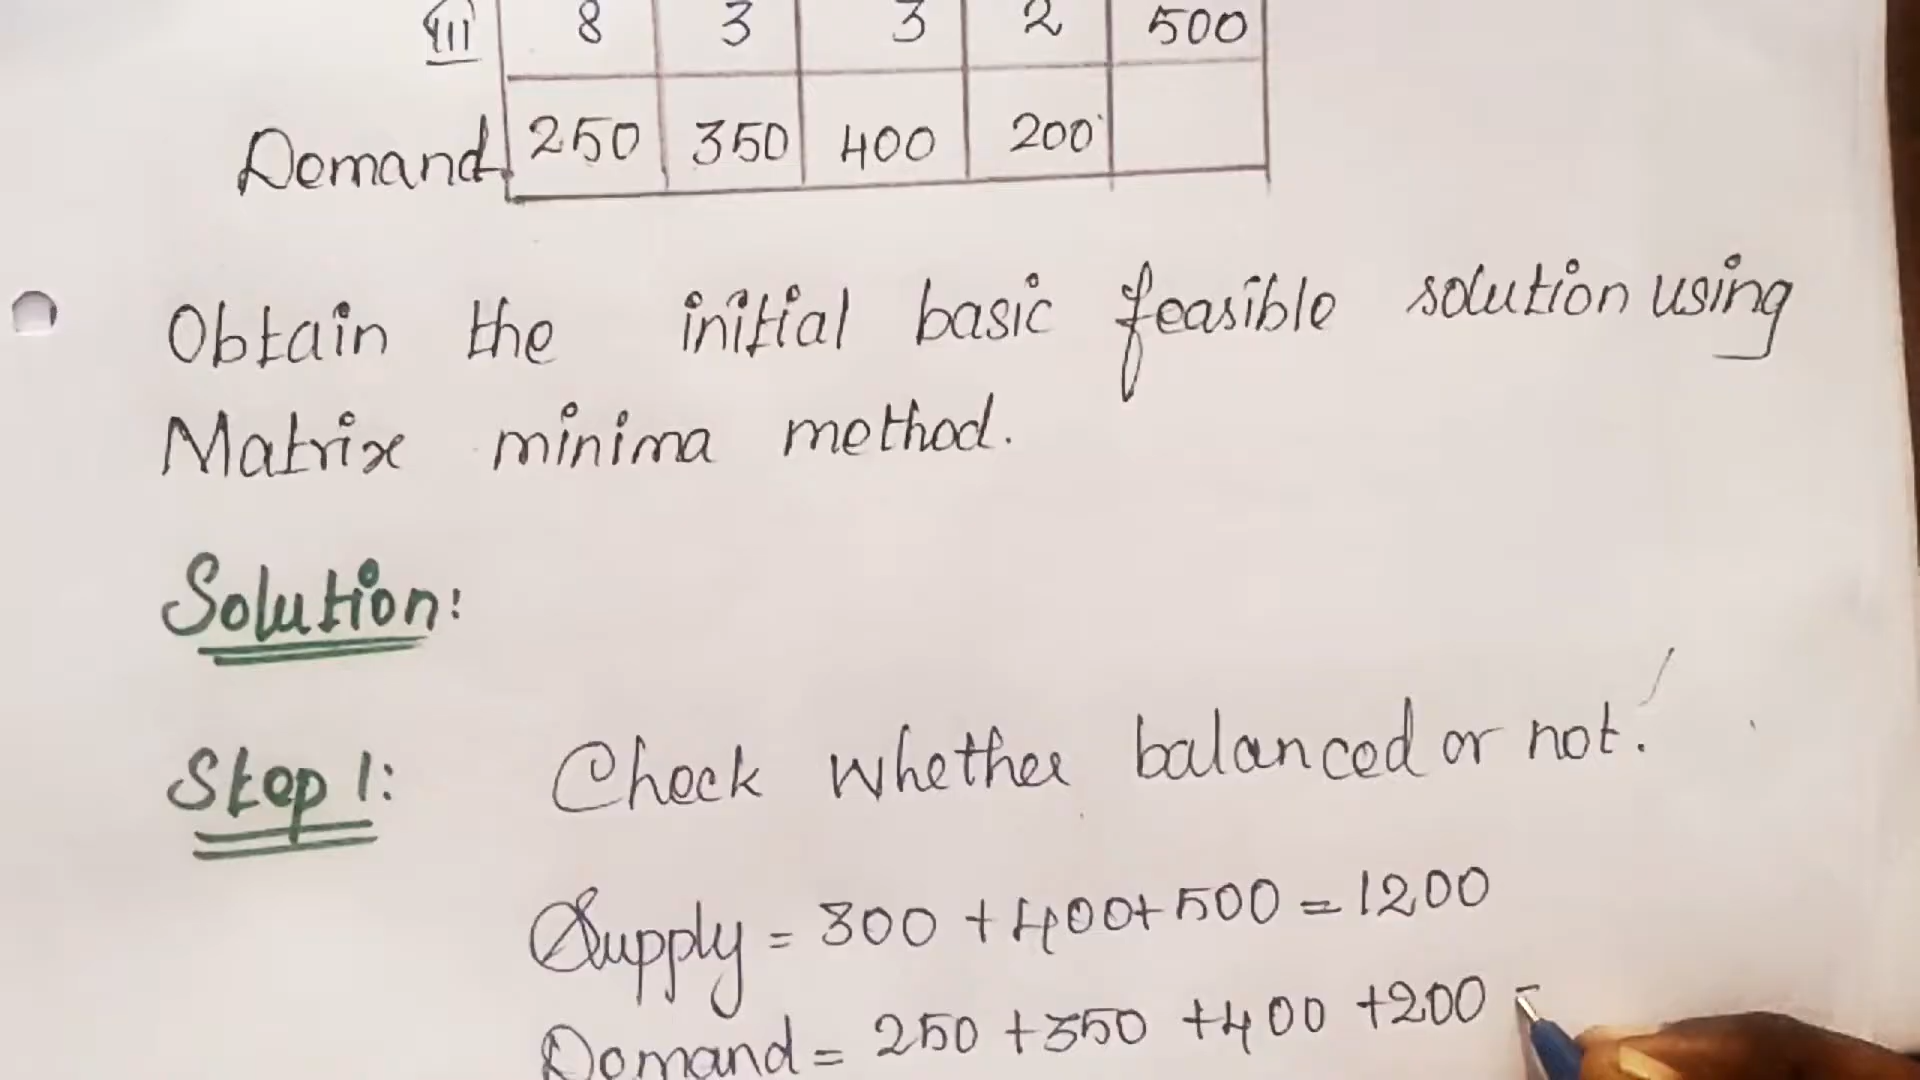 III 8 3 3 2 500
Demand 250 350 400 200
Obtain the initial basic feasible solution using
Matrix minima method.
Solution:
Step 1: Check whether balanced or not.
Supply = 300 + 400 + 500 = 1200
Demand = 250 + 350 + 400 + 200 =